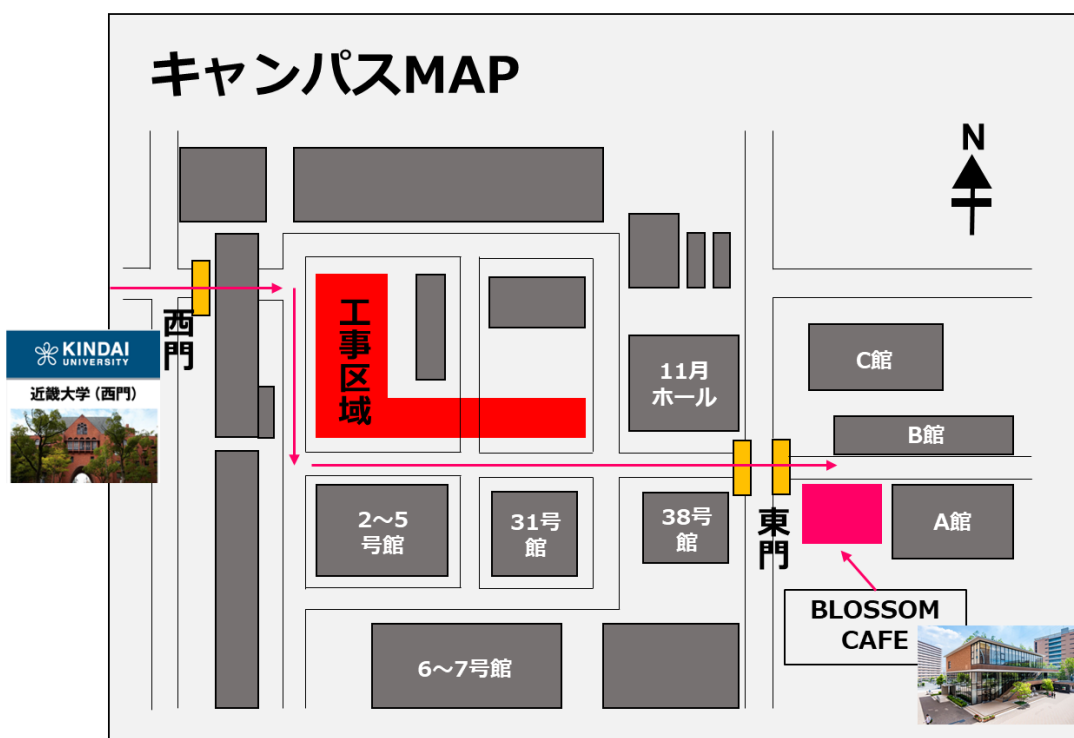 キャンパスMAP
N
工事区域
西門
KINDAI
UNIVERSITY
近畿大学（西門）
11月
ホール
C館
B館
2～5
号館
31号
館
38号
館
東門
A館
BLOSSOM
CAFE
6～7号館